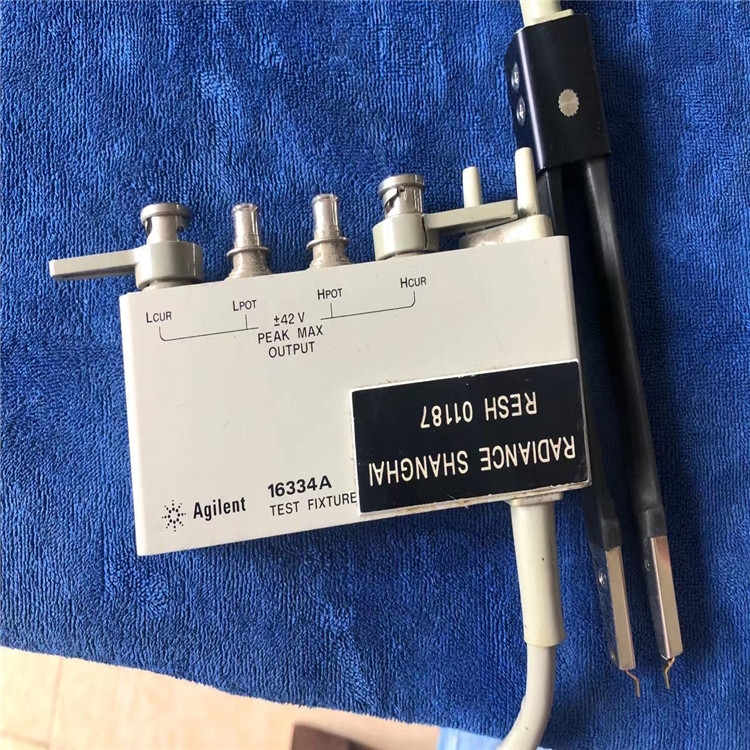 LCUR
LPOT
HPOT
HCUR
±42 V
PEAK MAX
OUTPUT
Agilent
16334A
TEST FIXTURE
RADIANCE SHANGHAI
RESH 01187